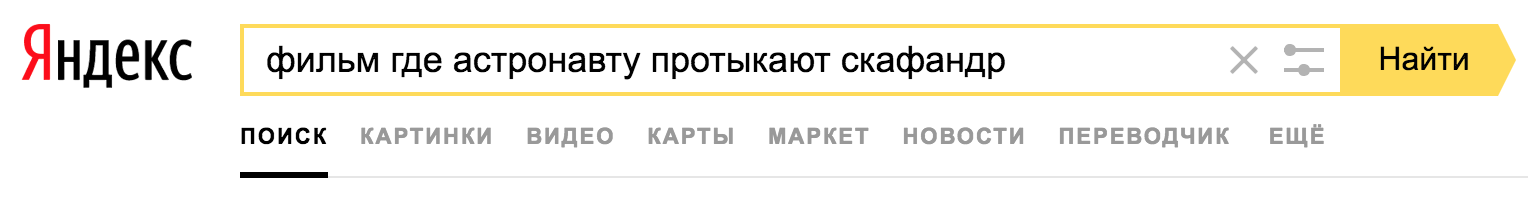 Яндекс фильм где астронавту протыкают скафандр Найти
ПОИСК КАРТИНКИ ВИДЕО КАРТЫ МАРКЕТ НОВОСТИ ПЕРЕВОДЧИК ЕЩЁ